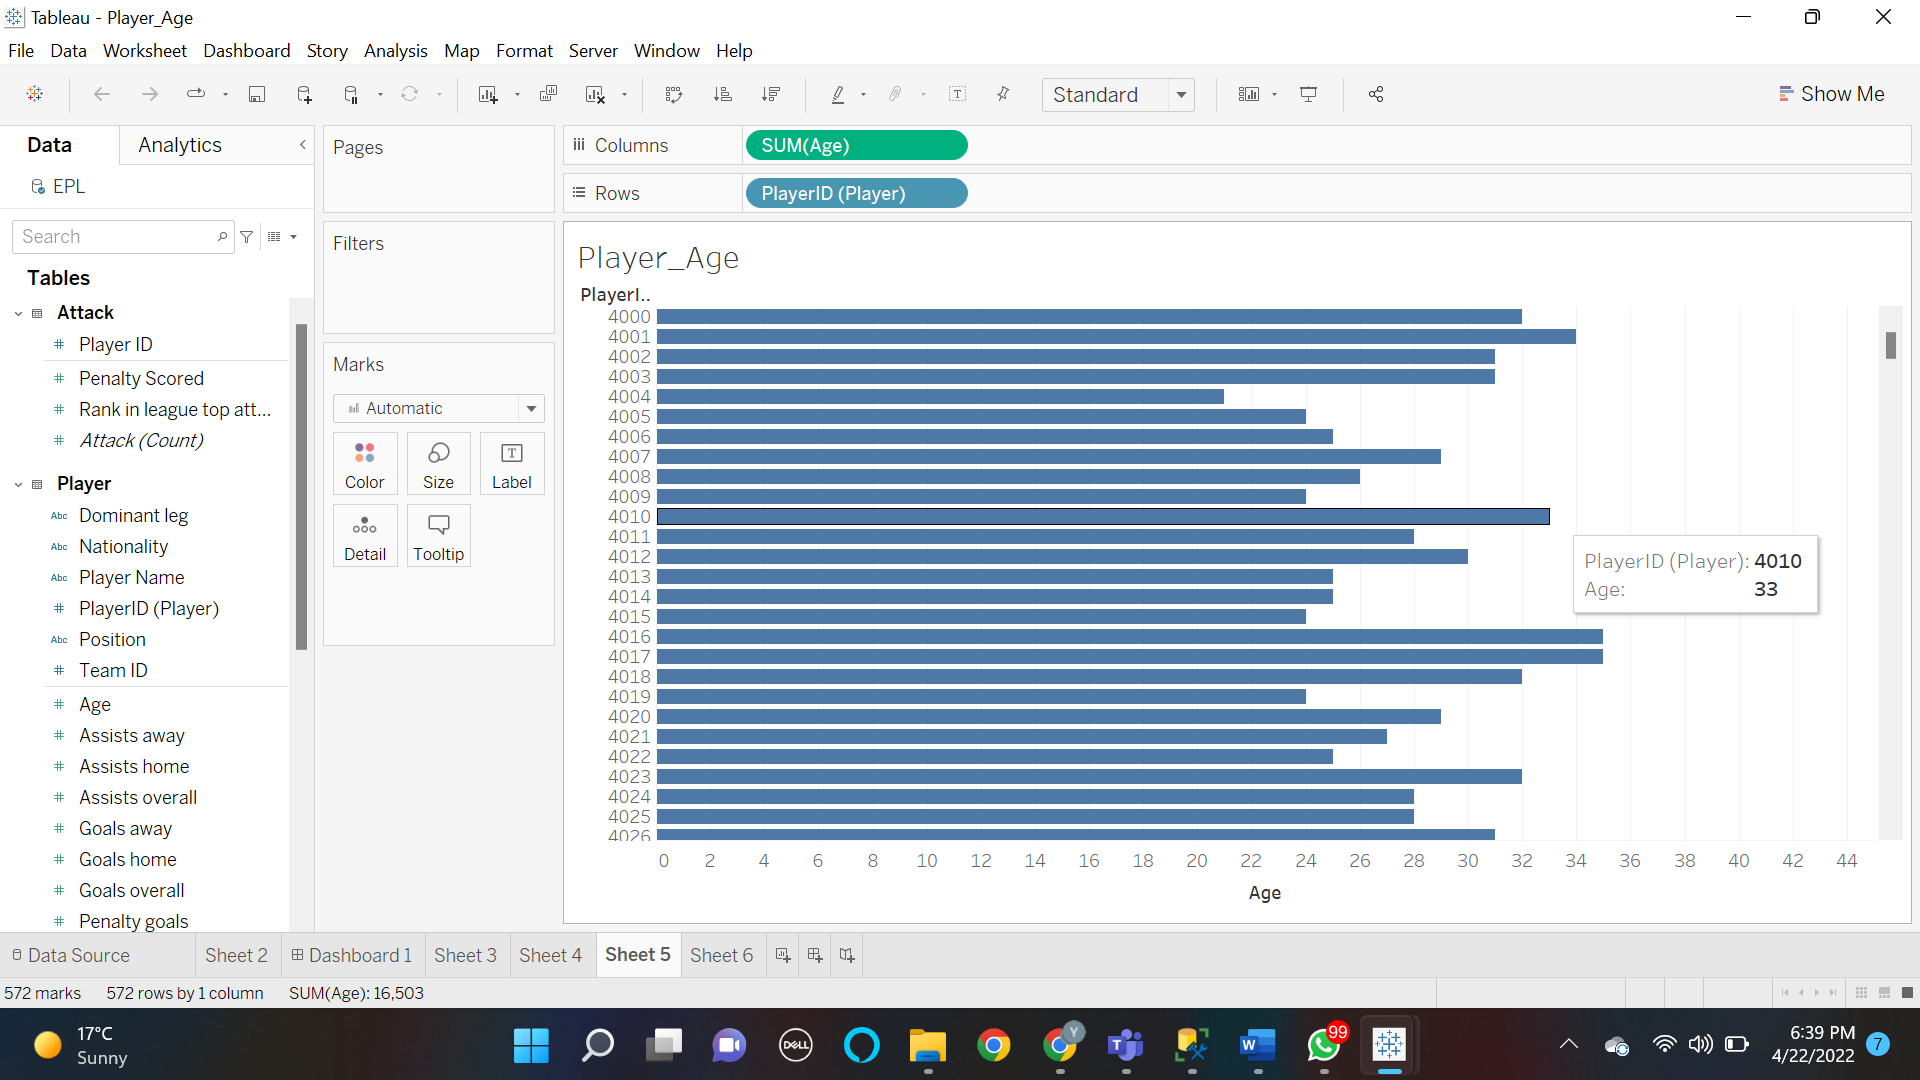 Tableau - Player_Age
File Data Worksheet Dashboard Story Analysis Map Format Server Window Help
Standard
Show Me
Data
Analytics
EPL
Search
Tables
Attack
Player ID
Penalty Scored
Rank in league top att...
Attack (Count)
Player
Abc Dominant leg
Abc Nationality
Abc Player Name
PlayerID (Player)
Abc Position
Team ID
Age
Assists away
Assists home
Assists overall
Goals away
Goals home
Goals overall
Penalty goals
Pages
Filters
Marks
Automatic
Color
Size
Label
Detail
Tooltip
Columns
SUM(Age)
Rows
PlayerID (Player)
Player_Age
PlayerI..
4000
4001
4002
4003
4004
4005
4006
4007
4008
4009
4010
4011
4012
4013
4014
4015
4016
4017
4018
4019
4020
4021
4022
4023
4024
4025
4026
PlayerID (Player): 4010
Age: 33
0 2 4 6 8 10 12 14 16 18 20 22 24 26 28 30 32 34 36 38 40 42 44
Age
Data Source
Sheet 2
Dashboard 1
Sheet 3
Sheet 4
Sheet 5
Sheet 6
572 marks
572 rows by 1 column
SUM(Age): 16,503
17°C
Sunny
DELL
Y
T
W
99
6:39 PM
4/22/2022
7